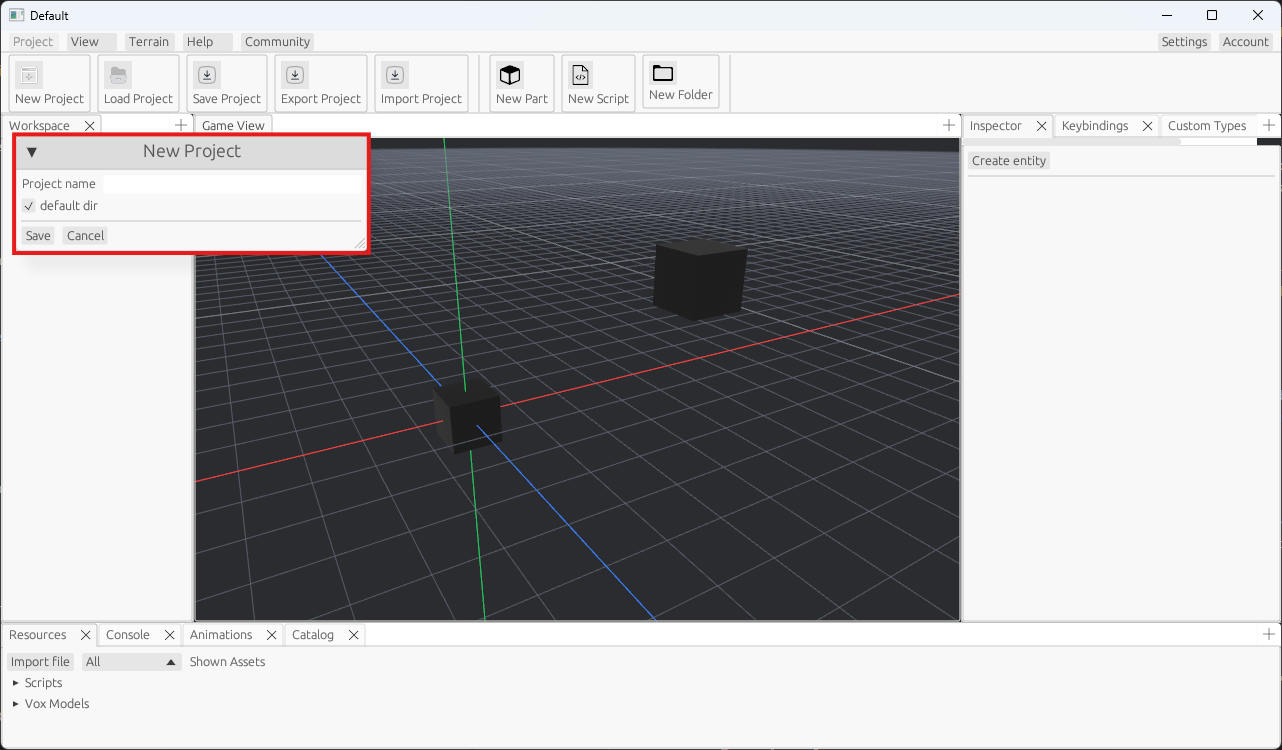 Default
Project View Terrain Help Community Settings Account
New Project Load Project Save Project Export Project Import Project New Part New Script New Folder
Workspace Game View Inspector Keybindings Custom Types
New Project
Project name
default dir
Save Cancel
Create entity
Resources Console Animations Catalog
Import file All Shown Assets
Scripts
Vox Models